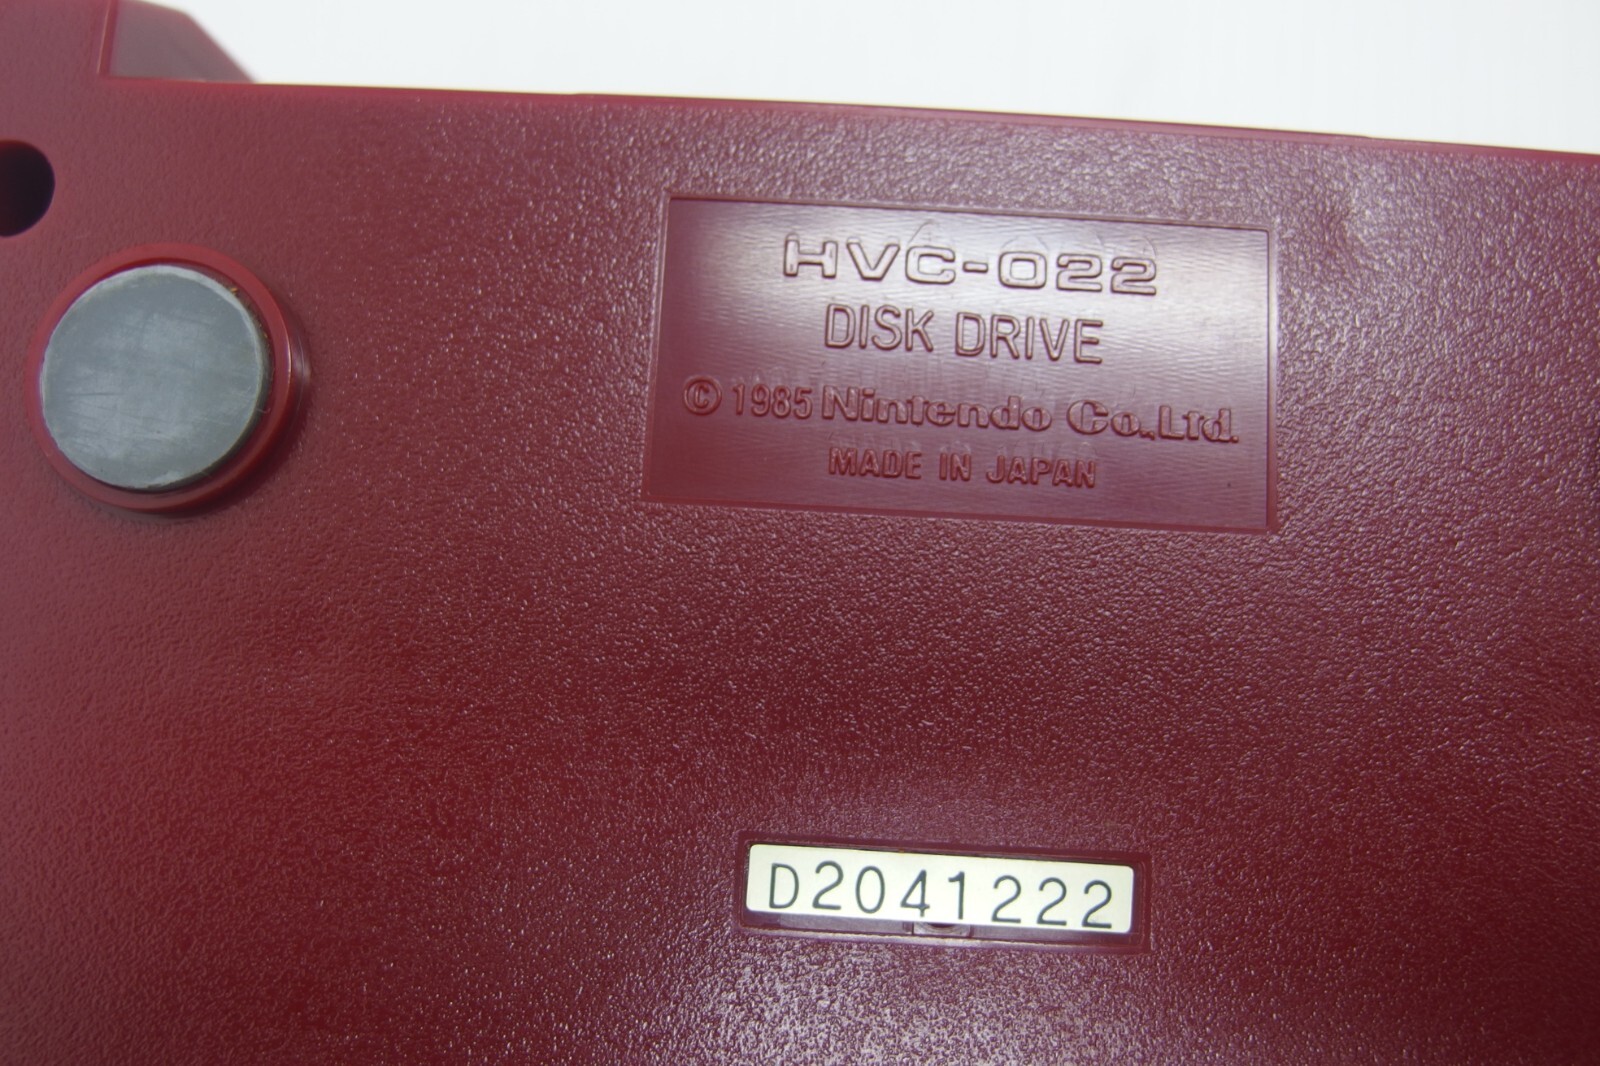 HVC-022
DISK DRIVE
© 1985 Nintendo Co.,Ltd.
MADE IN JAPAN
D2041222